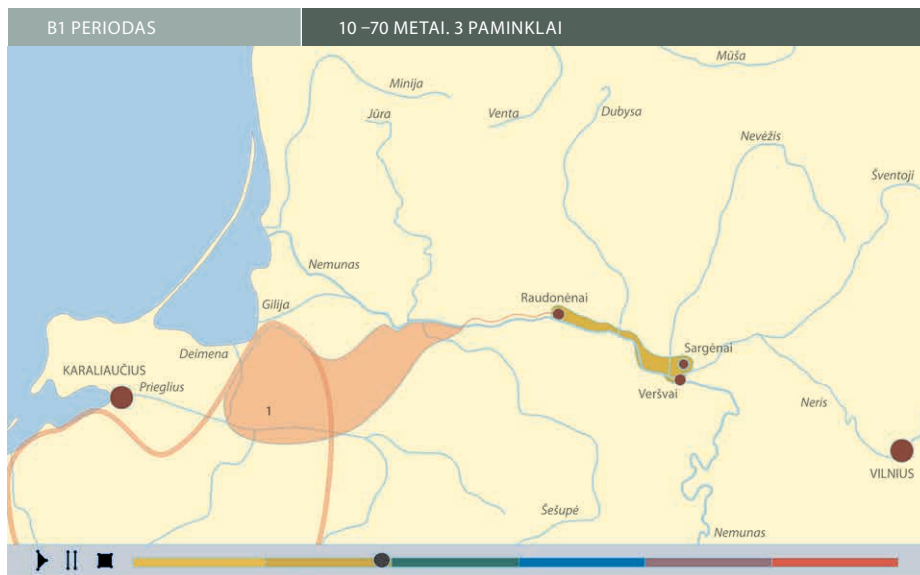 B1 PERIODAS
10 –70 METAI. 3 PAMINKLAI
Mūša
Minija
Jūra
Venta
Dubysa
Nevėžis
Šventoji
Nemunas
Gilija
Raudonėnai
Deimena
Sargėnai
KARALIAUČIUS
Prieglius
Veršvai
Neris
1
VILNIUS
Šešupė
Nemunas